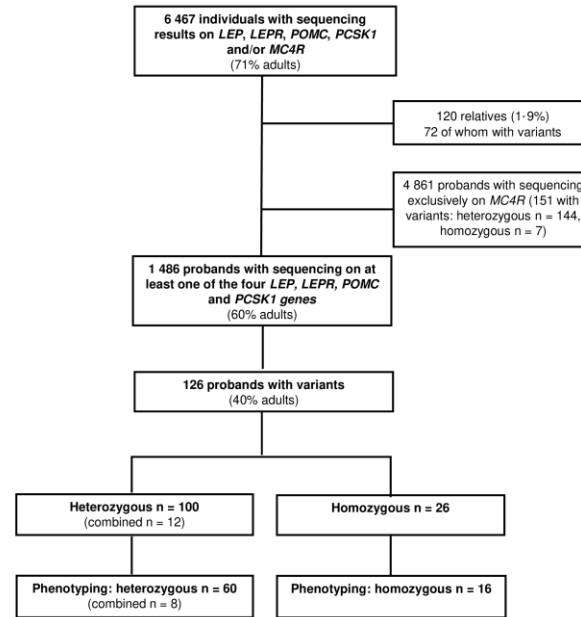 6 467 individuals with sequencing
results on LEP, LEPR, POMC, PCSK1
and/or MC4R
(71% adults)
120 relatives (1·9%)
72 of whom with variants
4 861 probands with sequencing
exclusively on MC4R (151 with
variants: heterozygous n = 144,
homozygous n = 7)
1 486 probands with sequencing on at
least one of the four LEP, LEPR, POMC
and PCSK1 genes
(60% adults)
126 probands with variants
(40% adults)
Heterozygous n = 100
(combined n = 12)
Homozygous n = 26
Phenotyping: heterozygous n = 60
(combined n = 8)
Phenotyping: homozygous n = 16